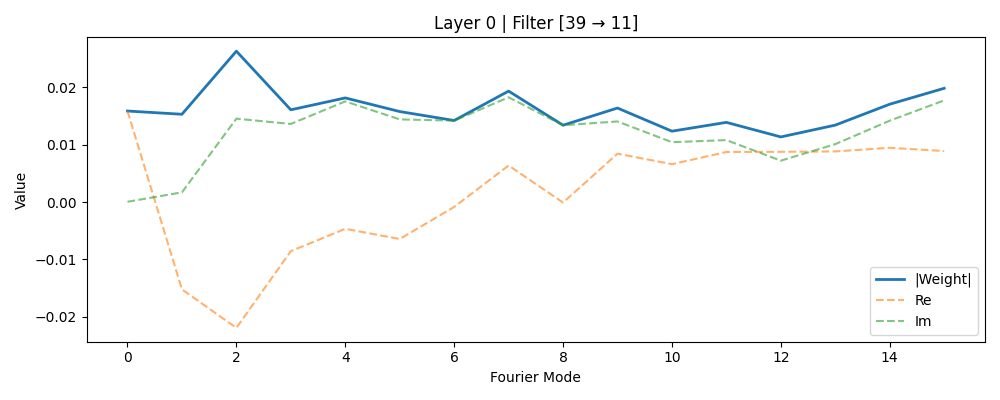 Layer 0 | Filter [39 → 11]
Value
0.02
0.01
0.00
−0.01
−0.02
|Weight|
Re
Im
0 2 4 6 8 10 12 14
Fourier Mode